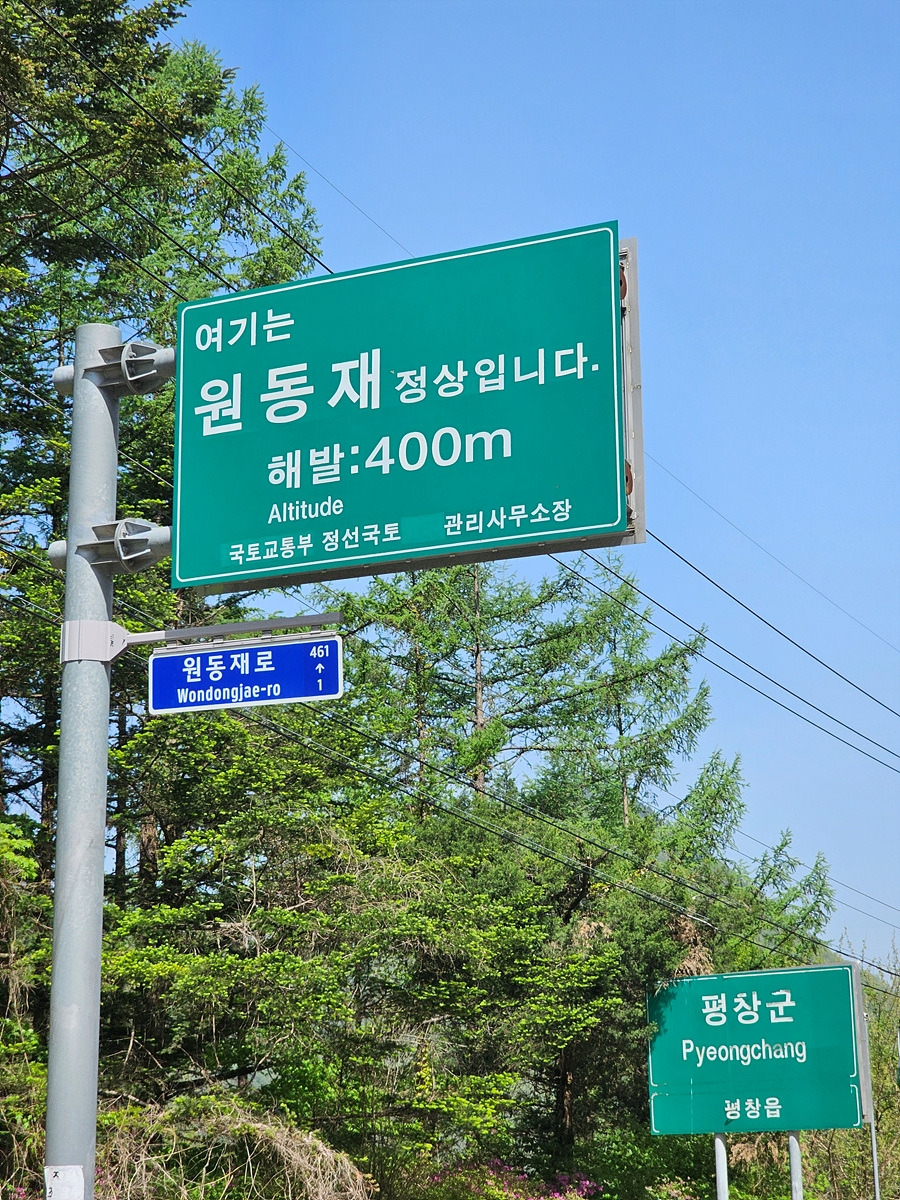 여기는
원동재 정상입니다.
해발:400m
Altitude
국토교통부 정선국토 관리사무소장
원동재로 461
Wondongjae-ro ↑ 1
평창군
Pyeongchang
평창읍